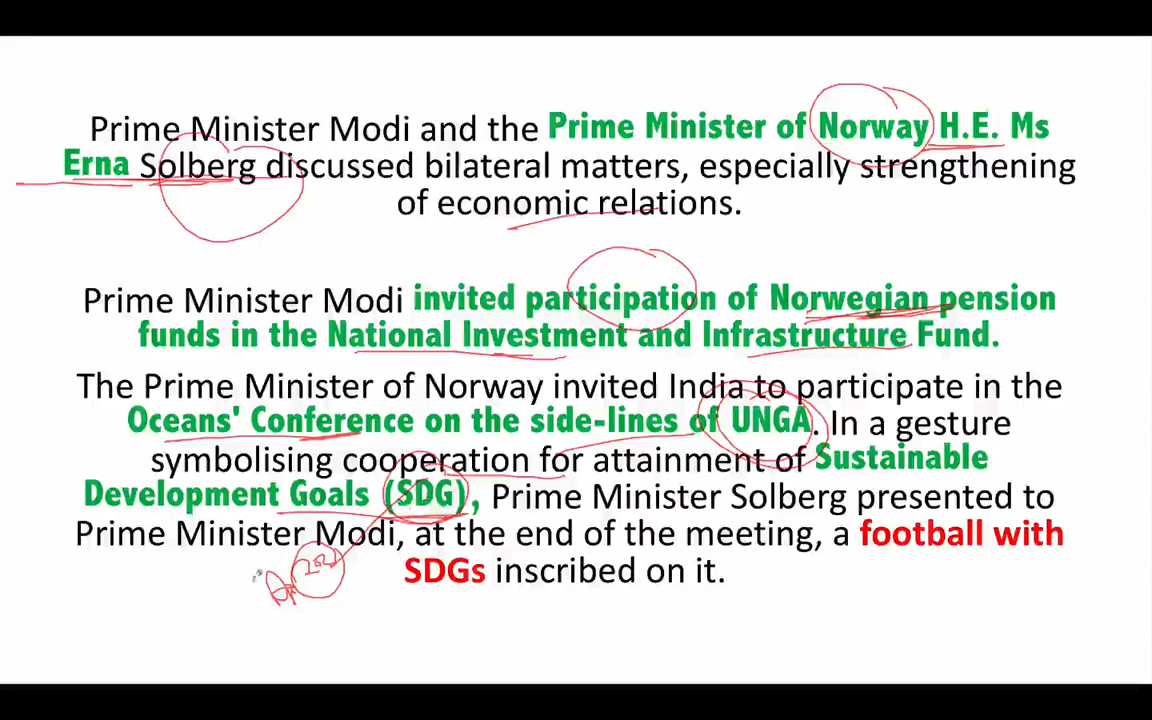 Prime Minister Modi and the Prime Minister of Norway H.E. Ms
Erna Solberg discussed bilateral matters, especially strengthening
of economic relations.
Prime Minister Modi invited participation of Norwegian pension
funds in the National Investment and Infrastructure Fund.
The Prime Minister of Norway invited India to participate in the
Oceans' Conference on the side-lines of UNGA. In a gesture
symbolising cooperation for attainment of Sustainable
Development Goals (SDG), Prime Minister Solberg presented to
Prime Minister Modi, at the end of the meeting, a football with
SDGs inscribed on it.